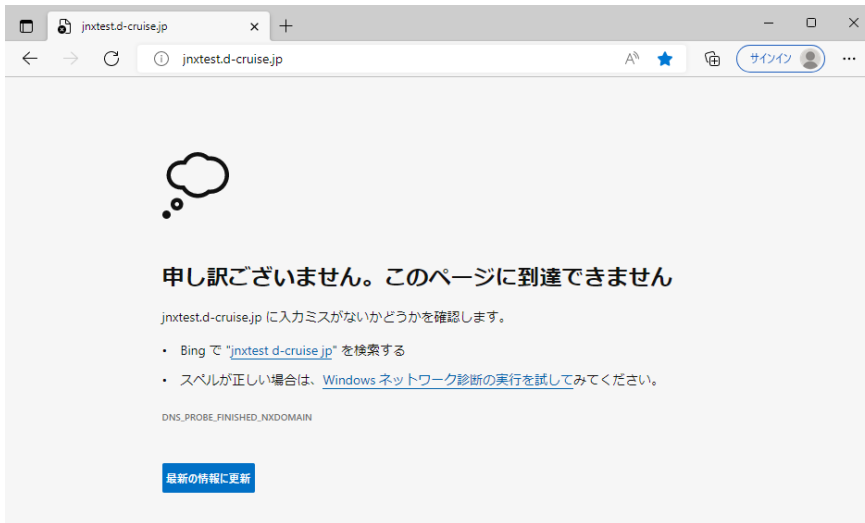 jnxtest.d-cruise.jp
jnxtest.d-cruise.jp
サインイン
申し訳ございません。このページに到達できません
jnxtest.d-cruise.jp に入力ミスがないかどうかを確認します。
• Bing で "jnxtest d-cruise jp" を検索する
• スペルが正しい場合は、Windows ネットワーク診断の実行を試してみてください。
DNS_PROBE_FINISHED_NXDOMAIN
最新の情報に更新